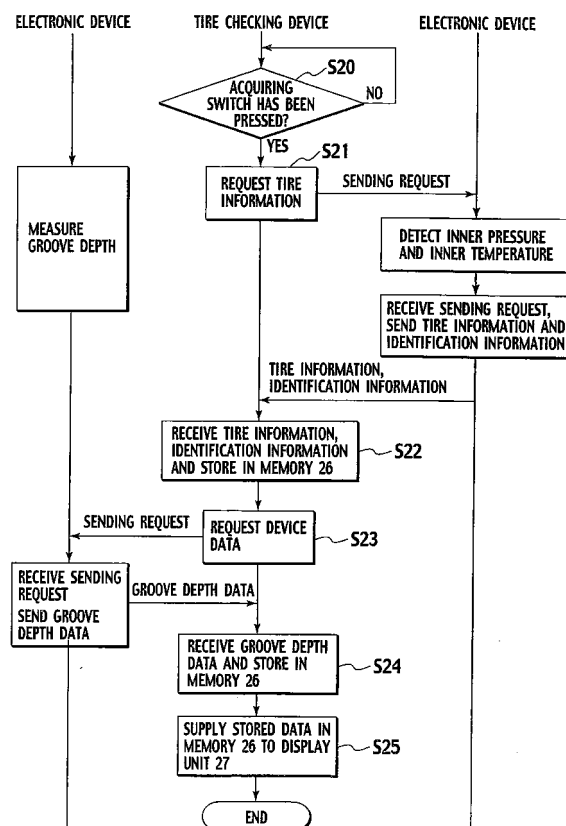 ELECTRONIC DEVICE
TIRE CHECKING DEVICE
ELECTRONIC DEVICE
S20
ACQUIRING
SWITCH HAS BEEN
PRESSED?
NO
YES
S21
REQUEST TIRE
INFORMATION
SENDING REQUEST
MEASURE
GROOVE DEPTH
DETECT INNER PRESSURE
AND INNER TEMPERATURE
RECEIVE SENDING REQUEST,
SEND TIRE INFORMATION AND
IDENTIFICATION INFORMATION
TIRE INFORMATION,
IDENTIFICATION INFORMATION
RECEIVE TIRE INFORMATION,
IDENTIFICATION INFORMATION
AND STORE IN MEMORY 26
S22
SENDING REQUEST
REQUEST DEVICE
DATA
S23
RECEIVE SENDING
REQUEST
SEND GROOVE
DEPTH DATA
GROOVE DEPTH DATA
RECEIVE GROOVE DEPTH
DATA AND STORE IN
MEMORY 26
S24
SUPPLY STORED DATA IN
MEMORY 26 TO DISPLAY
UNIT 27
S25
END